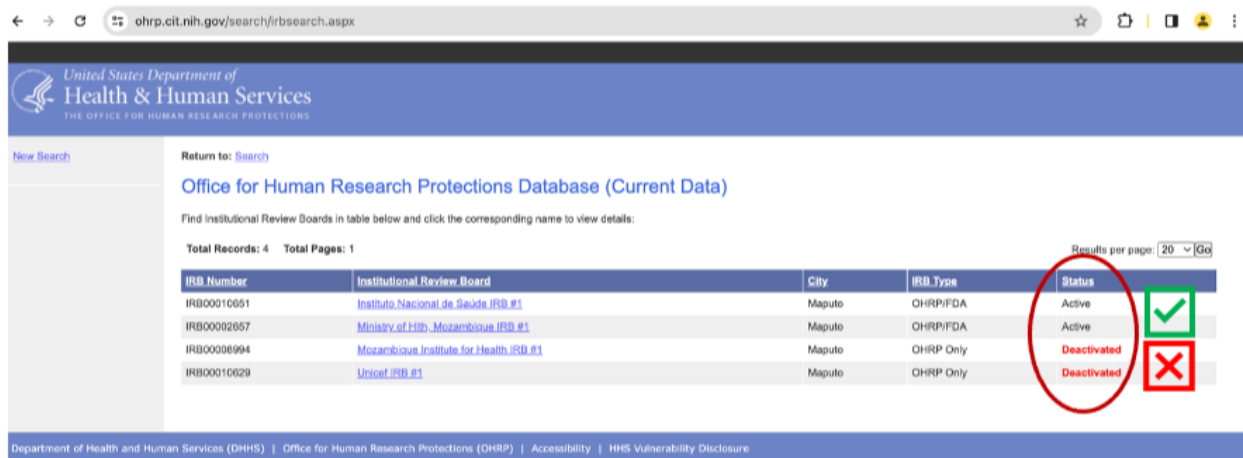 ohrp.cit.nih.gov/search/irbsearch.aspx
United States Department of
Health & Human Services
THE OFFICE FOR HUMAN RESEARCH PROTECTIONS
New Search
Return to: Search
Office for Human Research Protections Database (Current Data)
Find Institutional Review Boards in table below and click the corresponding name to view details:
Total Records: 4 Total Pages: 1 Results per page: 20 Go
IRB Number Institutional Review Board City IRB Type Status
IRB00010651 Instituto Nacional de Saúde IRB #1 Maputo OHRP/FDA Active
IRB00002657 Ministry of Hlth, Mozambique IRB #1 Maputo OHRP/FDA Active
IRB00008994 Mozambique Institute for Health IRB #1 Maputo OHRP Only Deactivated
IRB00010629 Unicef IRB #1 Maputo OHRP Only Deactivated
Department of Health and Human Services (DHHS) | Office for Human Research Protections (OHRP) | Accessibility | HHS Vulnerability Disclosure